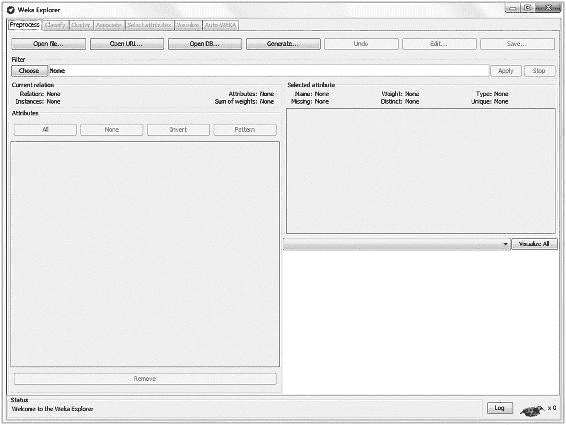 Weka Explorer
Preprocess Classify Cluster Associate Select attributes Visualize Auto-WEKA
Open file... Open URL... Open DB... Generate... Undo Edit... Save...
Filter
Choose None Apply Stop
Current relation
Relation: None Attributes: None
Instances: None Sum of weights: None
Selected attribute
Name: None Weight: None Type: None
Missing: None Distinct: None Unique: None
Attributes
All None Invert Pattern
Visualize All
Remove
Status
Welcome to the Weka Explorer
Log x 0